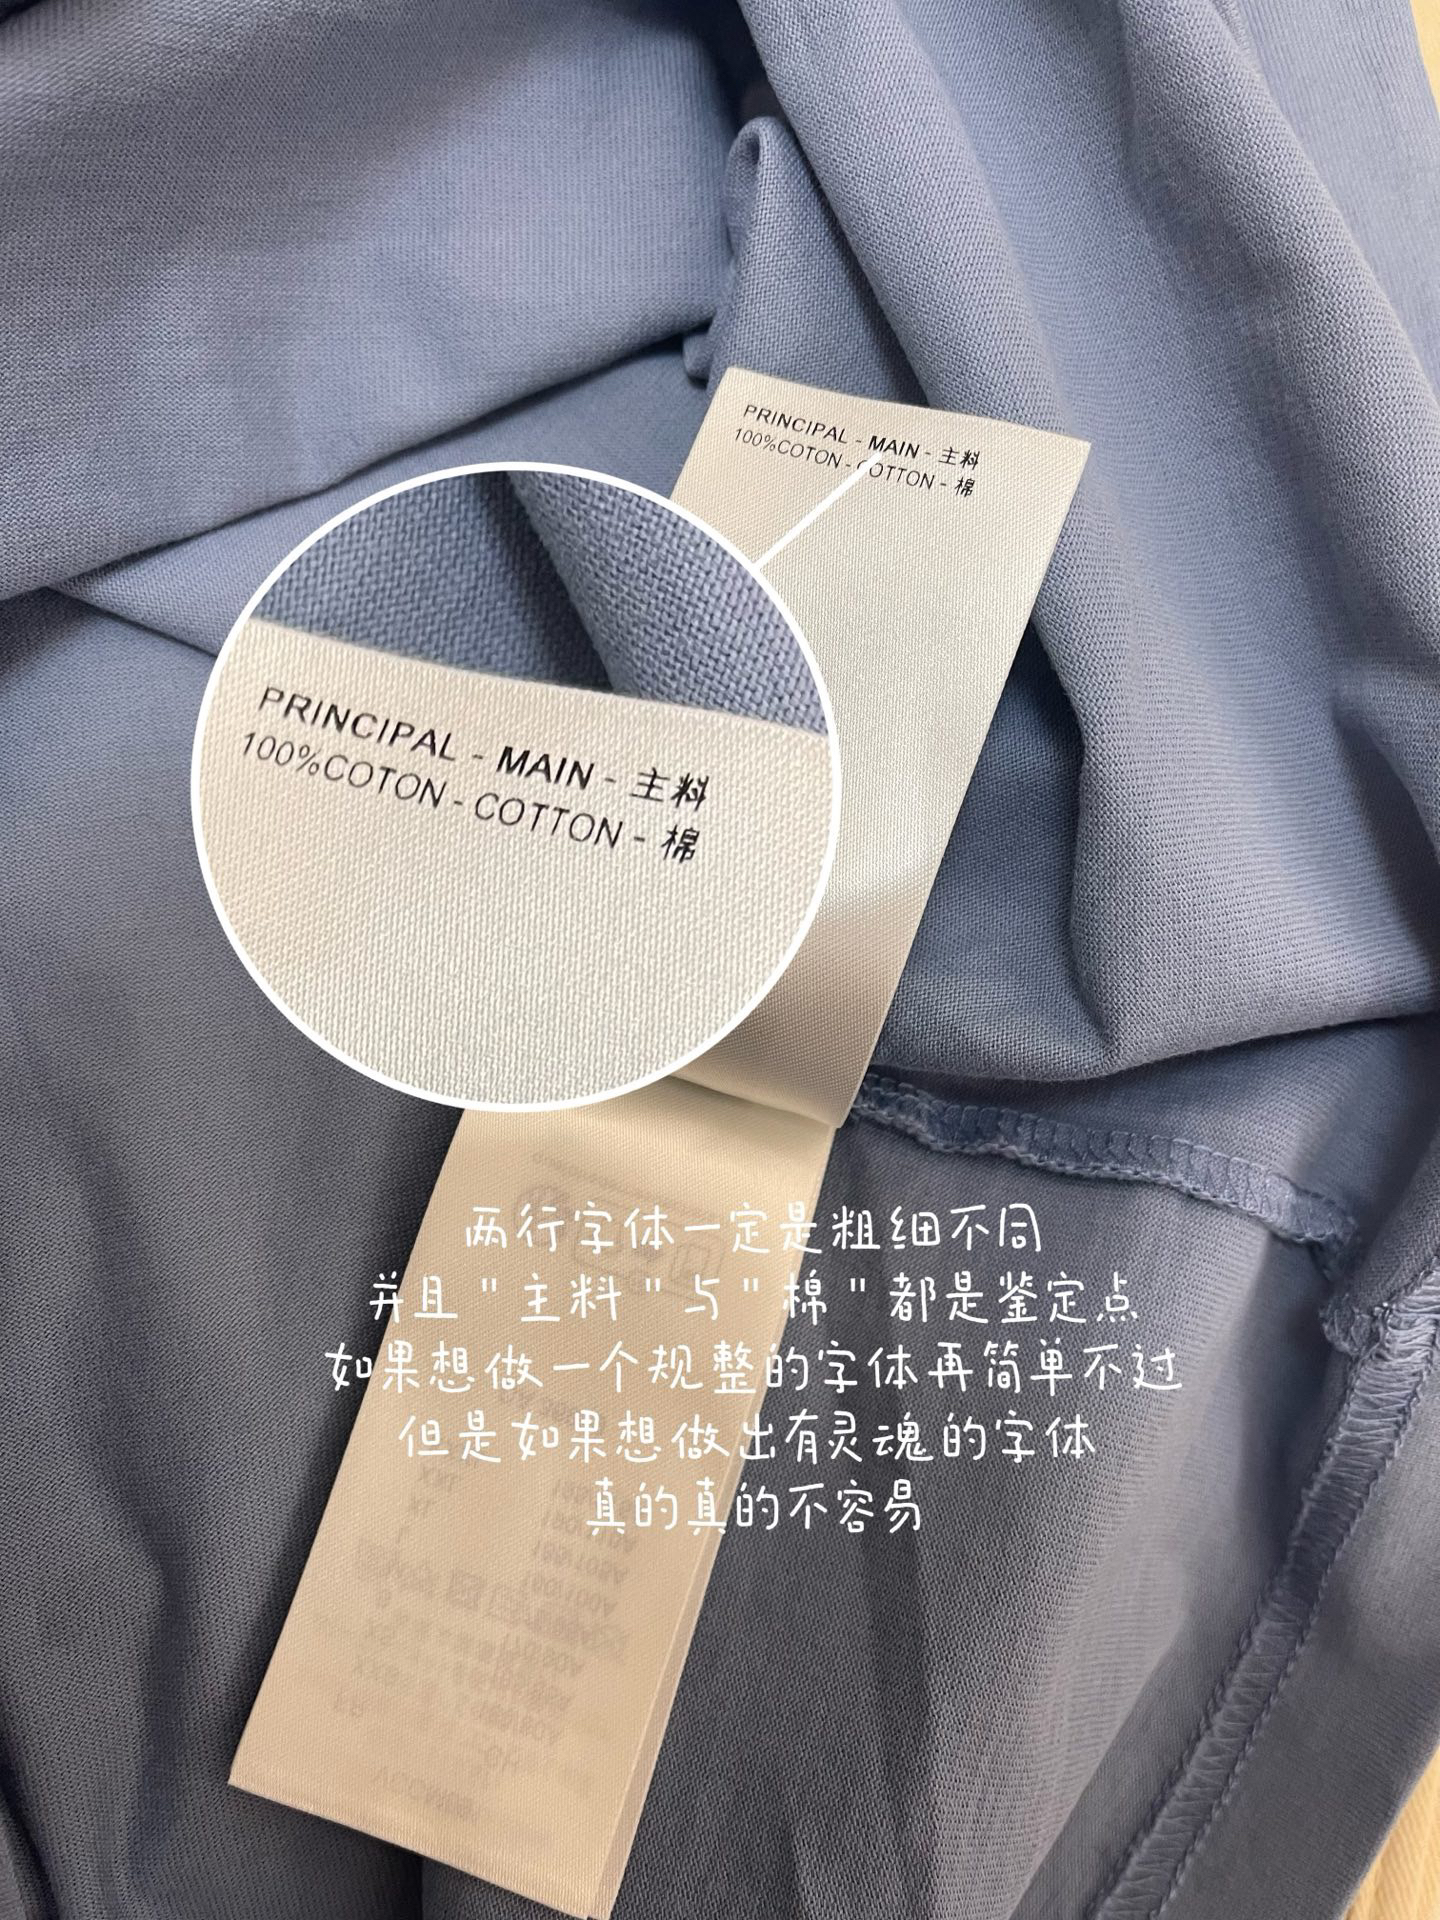 PRINCIPAL - MAIN - 主料
100%COTON - COTTON - 棉
PRINCIPAL - MAIN - 主料
100%COTON - COTTON - 棉
两行字体一定是粗细不同
并且"主料"与"棉"都是鉴定点
如果想做一个规整的字体再简单不过
但是如果想做出有灵魂的字体
真的真的不容易